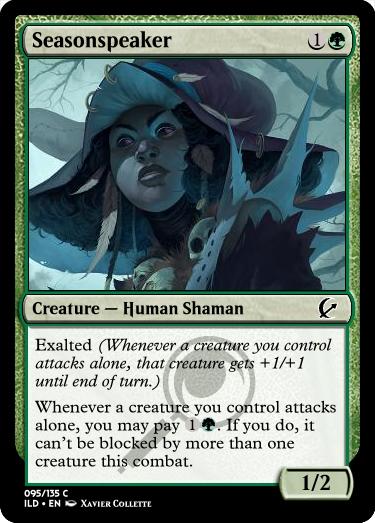 Seasonspeaker 1
Creature — Human Shaman
Exalted (Whenever a creature you control
attacks alone, that creature gets +1/+1
until end of turn.)
Whenever a creature you control attacks
alone, you may pay 1 . If you do, it
can't be blocked by more than one
creature this combat.
1/2
095/135 C
ILD • EN Xavier Collette